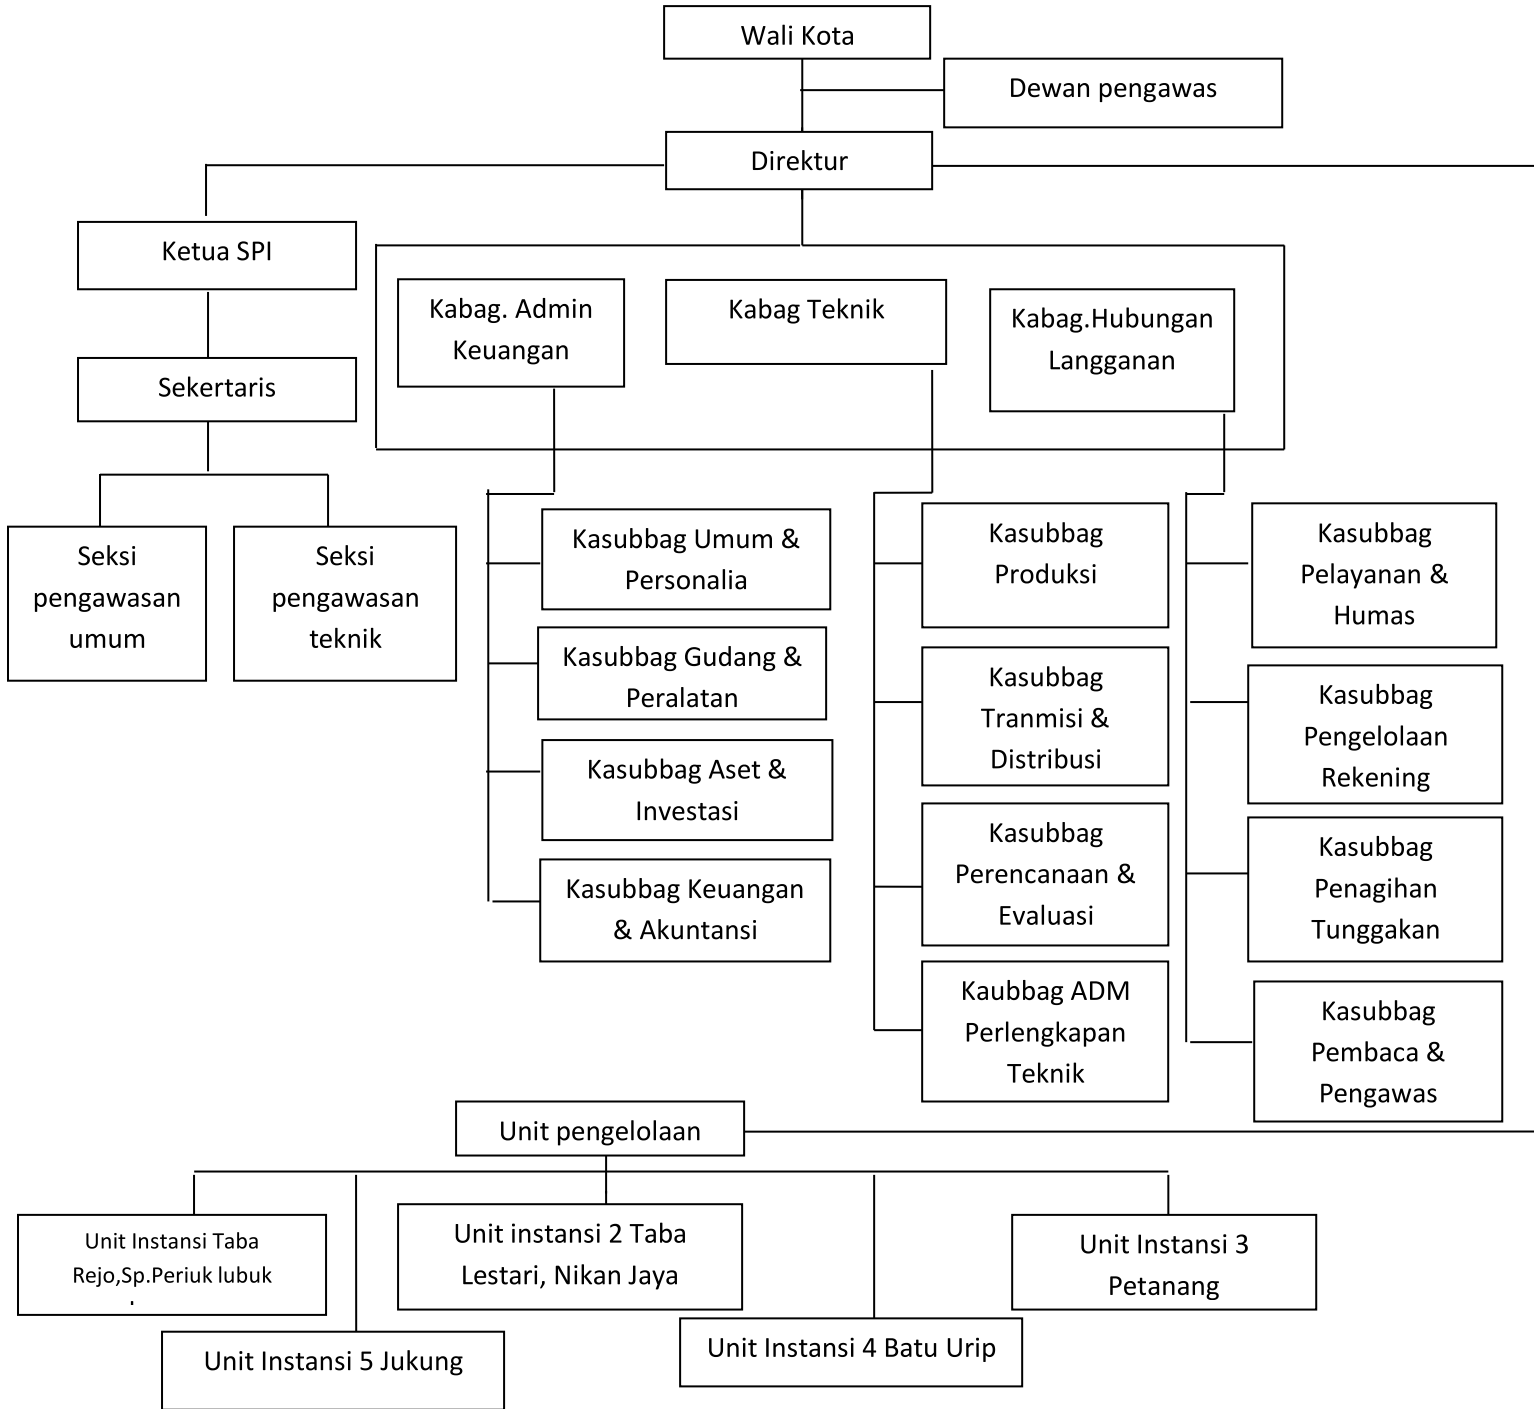 Wali Kota
Dewan pengawas
Direktur
Ketua SPI
Kabag. Admin
Keuangan
Kabag Teknik
Kabag.Hubungan
Langganan
Sekertaris
Seksi
pengawasan
umum
Seksi
pengawasan
teknik
Kasubbag Umum &
Personalia
Kasubbag Gudang &
Peralatan
Kasubbag Aset &
Investasi
Kasubbag Keuangan
& Akuntansi
Kasubbag
Produksi
Kasubbag
Tranmisi &
Distribusi
Kasubbag
Perencanaan &
Evaluasi
Kaubbag ADM
Perlengkapan
Teknik
Kasubbag
Pelayanan &
Humas
Kasubbag
Pengelolaan
Rekening
Kasubbag
Penagihan
Tunggakan
Kasubbag
Pembaca &
Pengawas
Unit pengelolaan
Unit Instansi Taba
Rejo,Sp.Periuk lubuk
Unit instansi 2 Taba
Lestari, Nikan Jaya
Unit Instansi 3
Petanang
Unit Instansi 5 Jukung
Unit Instansi 4 Batu Urip